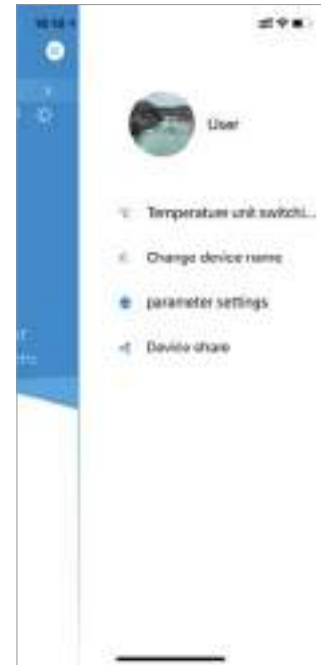 User
Temperature unit switchi...
Change device name
parameter settings
Device share